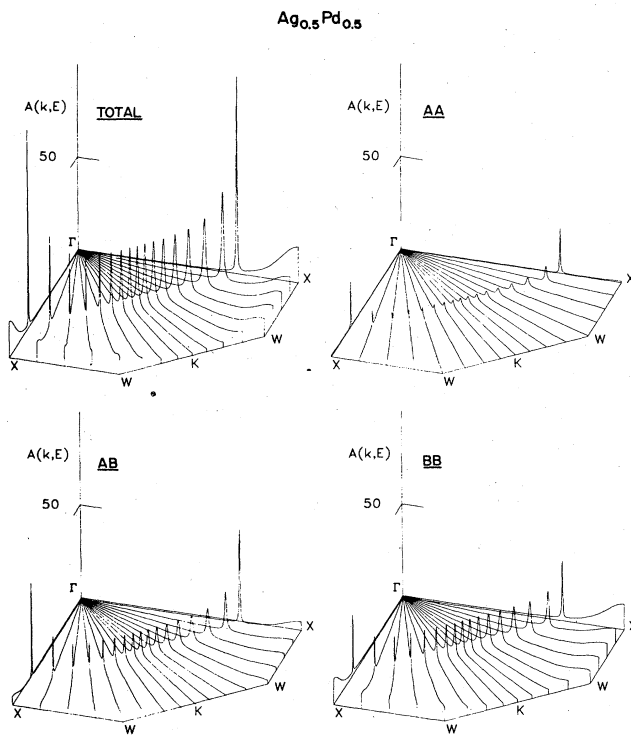 Ag0.5Pd0.5
A(k,E)
TOTAL
50
Γ
X
W
K
W
X
A(k,E)
AA
50
Γ
X
W
K
W
X
A(k,E)
AB
50
Γ
X
W
K
W
X
A(k,E)
BB
50
Γ
X
W
K
W
X